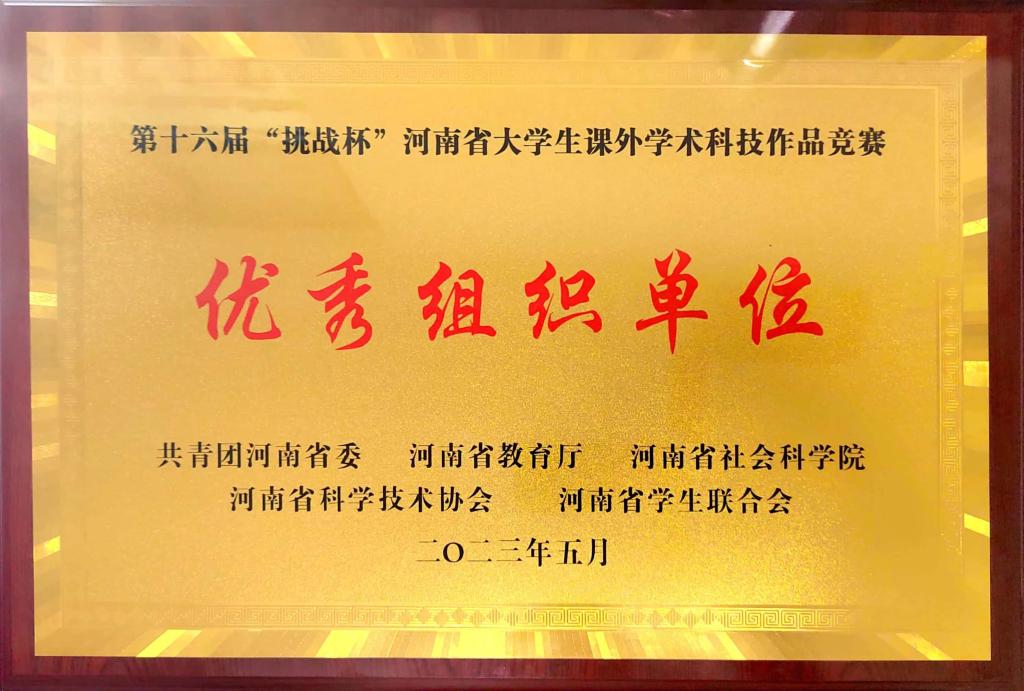 第十六届“挑战杯”河南省大学生课外学术科技作品竞赛
优秀组织单位
共青团河南省委 河南省教育厅 河南省社会科学院
河南省科学技术协会 河南省学生联合会
二〇二三年五月